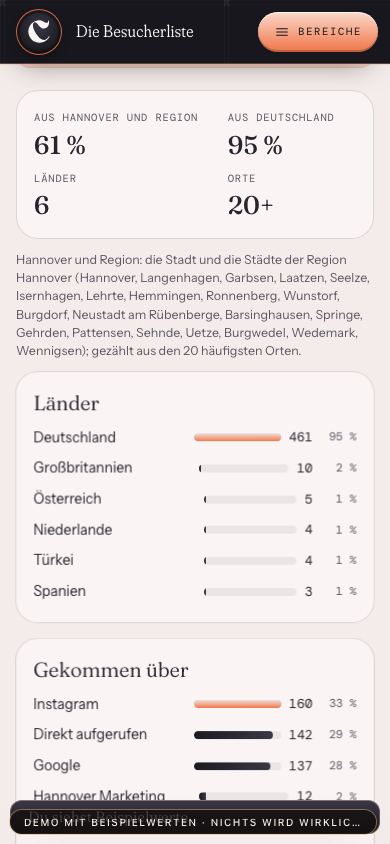 C
Die Besucherliste
BEREICHE
AUS HANNOVER UND REGION
AUS DEUTSCHLAND
61 %
95 %
LÄNDER
ORTE
6
20+
Hannover und Region: die Stadt und die Städte der Region
Hannover (Hannover, Langenhagen, Garbsen, Laatzen, Seelze,
Isernhagen, Lehrte, Hemmingen, Ronnenberg, Wunstorf,
Burgdorf, Neustadt am Rübenberge, Barsinghausen, Springe,
Gehrden, Pattensen, Sehnde, Uetze, Burgwedel, Wedemark,
Wennigsen); gezählt aus den 20 häufigsten Orten.
Länder
Deutschland 461 95 %
Großbritannien 10 2 %
Österreich 5 1 %
Niederlande 4 1 %
Türkei 4 1 %
Spanien 3 1 %
Gekommen über
Instagram 160 33 %
Direkt aufgerufen 142 29 %
Google 137 28 %
Hannover Marketing 12 2 %
Du siehst Beispielwerte
DEMO MIT BEISPIELWERTEN · NICHTS WIRD WIRKLIC…